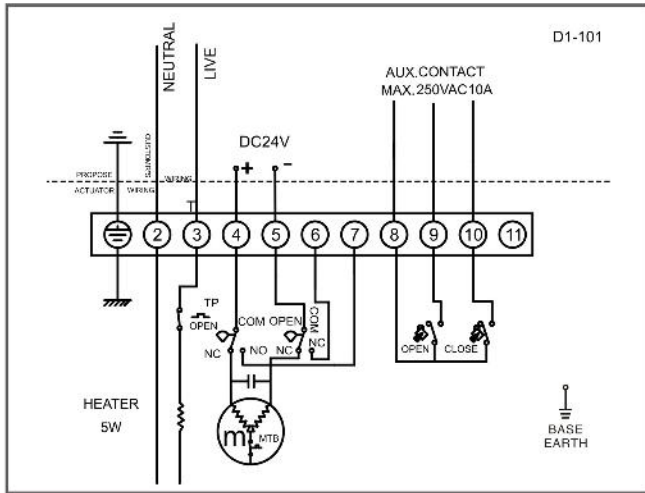 D1-101
NEUTRAL
LIVE
AUX.CONTACT
MAX.250VAC10A
DC24V
+ -
CUSTOMER'S
PROPOSE
WIRING
ACTUATOR
WIRING
T
2 3 4 5 6 7 8 9 10 11
TP
OPEN
COM
OPEN
COM
NC
NO
NC
NC
OPEN
CLOSE
HEATER
5W
m
MTB
BASE
EARTH